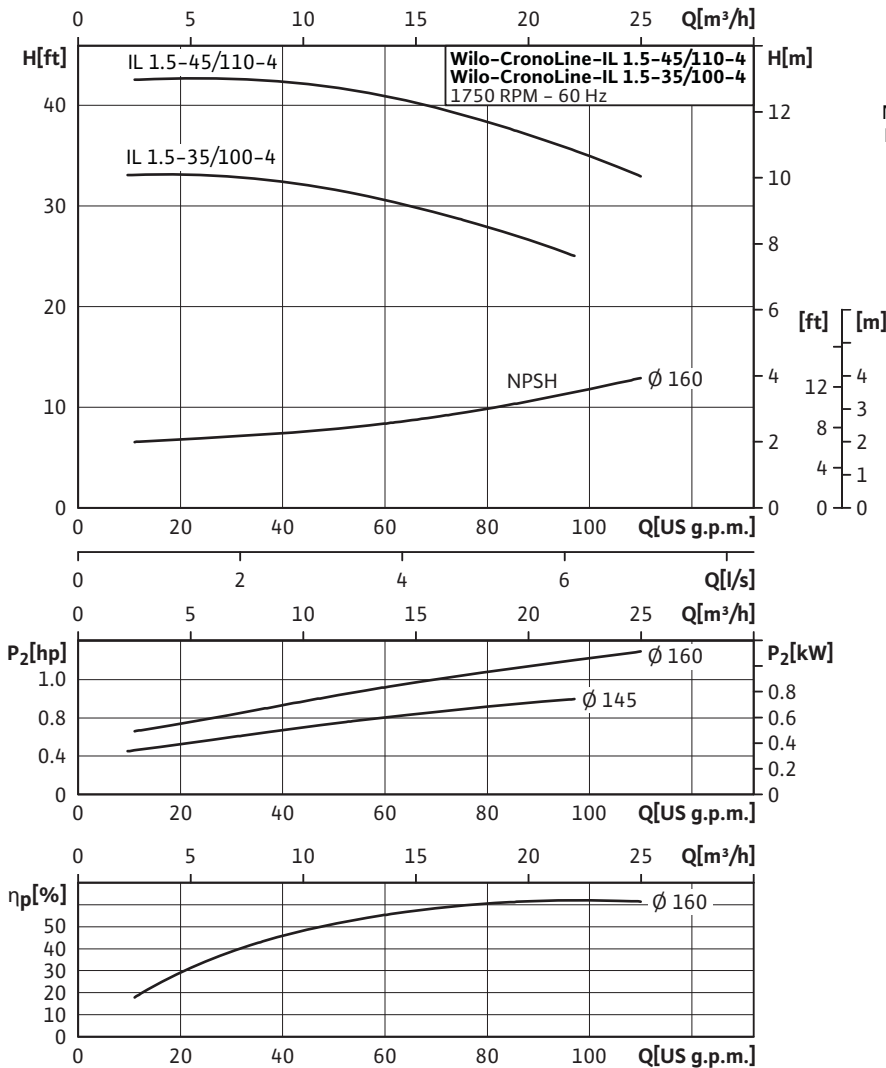 0 5 10 15 20 25 Q[m³/h]
H[ft] H[m]
IL 1.5-45/110-4
Wilo-CronoLine-IL 1.5-45/110-4
Wilo-CronoLine-IL 1.5-35/100-4
1750 RPM - 60 Hz
40
12
IL 1.5-35/100-4
10
30
8
20
6
[ft] [m]
NPSH
Ø 160
4
12
4
10
3
8
2
2
4
1
0
0
0
0
0 20 40 60 80 100 Q[US g.p.m.]
0 2 4 6 Q[l/s]
0 5 10 15 20 25 Q[m³/h]
P₂[hp] P₂[kW]
Ø 160
1.0
0.8
Ø 145
0.8
0.6
0.4
0.4
0.2
0
0
0 20 40 60 80 100 Q[US g.p.m.]
0 5 10 15 20 25 Q[m³/h]
ηp[%]
Ø 160
50
40
30
20
10
0
0 20 40 60 80 100 Q[US g.p.m.]